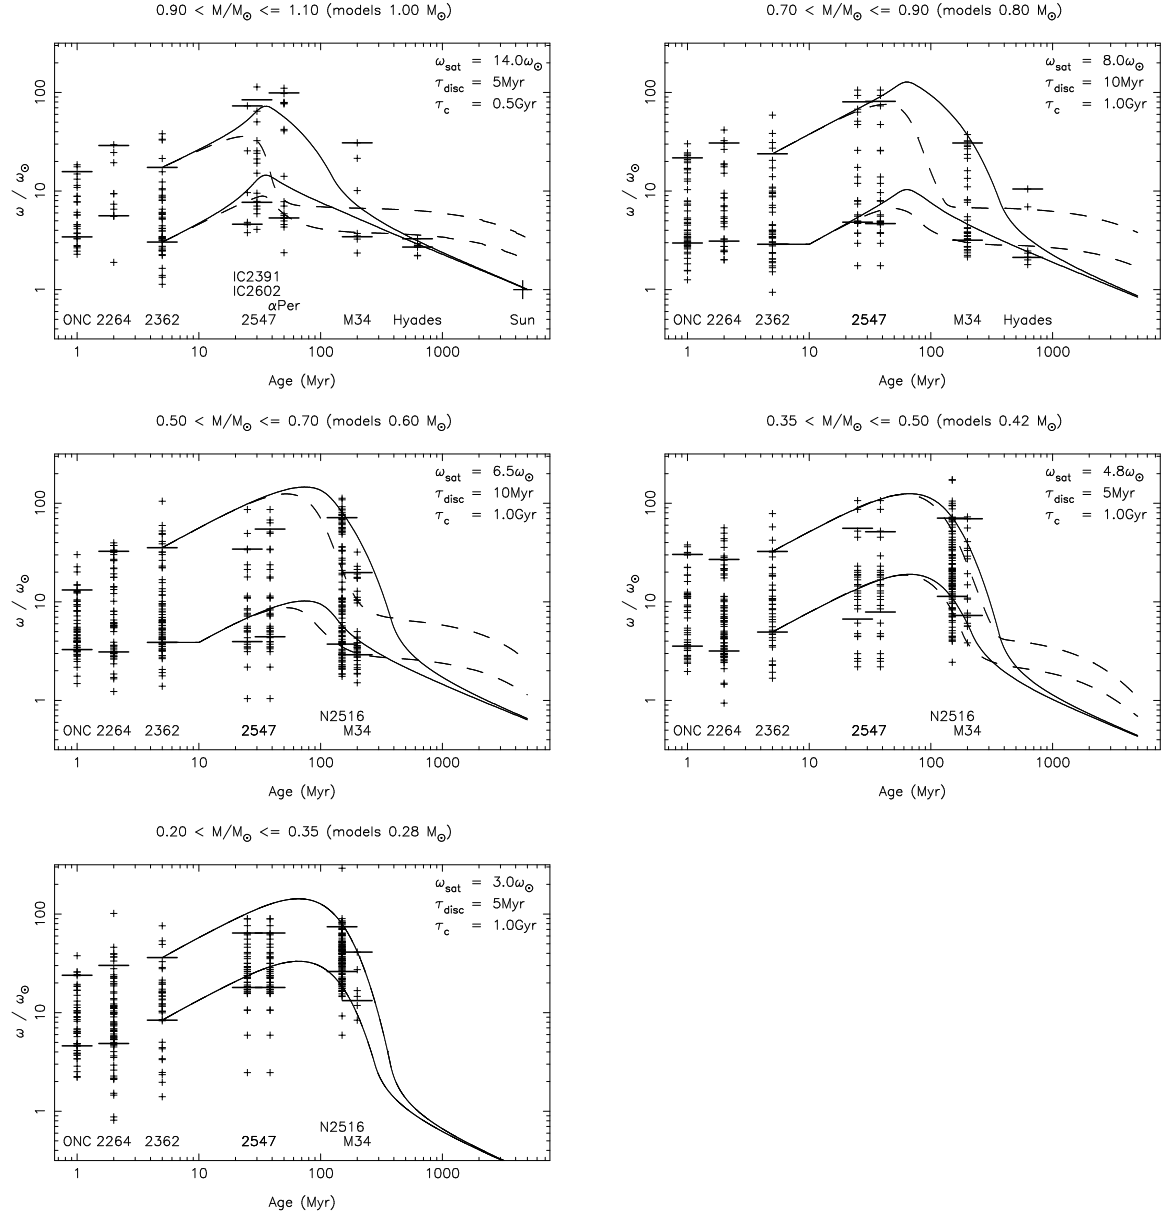 0.90 < M/M⊙ <= 1.10 (models 1.00 M⊙)
ω_sat = 14.0ω⊙
τ_disc = 5Myr
τ_c = 0.5Gyr
100
10
1
ω / ω⊙
IC2391
IC2602
αPer
ONC 2264 2362 2547 M34 Hyades Sun
1 10 100 1000
Age (Myr)
0.70 < M/M⊙ <= 0.90 (models 0.80 M⊙)
ω_sat = 8.0ω⊙
τ_disc = 10Myr
τ_c = 1.0Gyr
100
10
1
ω / ω⊙
ONC 2264 2362 2547 M34 Hyades
1 10 100 1000
Age (Myr)
0.50 < M/M⊙ <= 0.70 (models 0.60 M⊙)
ω_sat = 6.5ω⊙
τ_disc = 10Myr
τ_c = 1.0Gyr
100
10
1
ω / ω⊙
N2516
ONC 2264 2362 2547 M34
1 10 100 1000
Age (Myr)
0.35 < M/M⊙ <= 0.50 (models 0.42 M⊙)
ω_sat = 4.8ω⊙
τ_disc = 5Myr
τ_c = 1.0Gyr
100
10
1
ω / ω⊙
N2516
ONC 2264 2362 2547 M34
1 10 100 1000
Age (Myr)
0.20 < M/M⊙ <= 0.35 (models 0.28 M⊙)
ω_sat = 3.0ω⊙
τ_disc = 5Myr
τ_c = 1.0Gyr
100
10
1
ω / ω⊙
N2516
ONC 2264 2362 2547 M34
1 10 100 1000
Age (Myr)